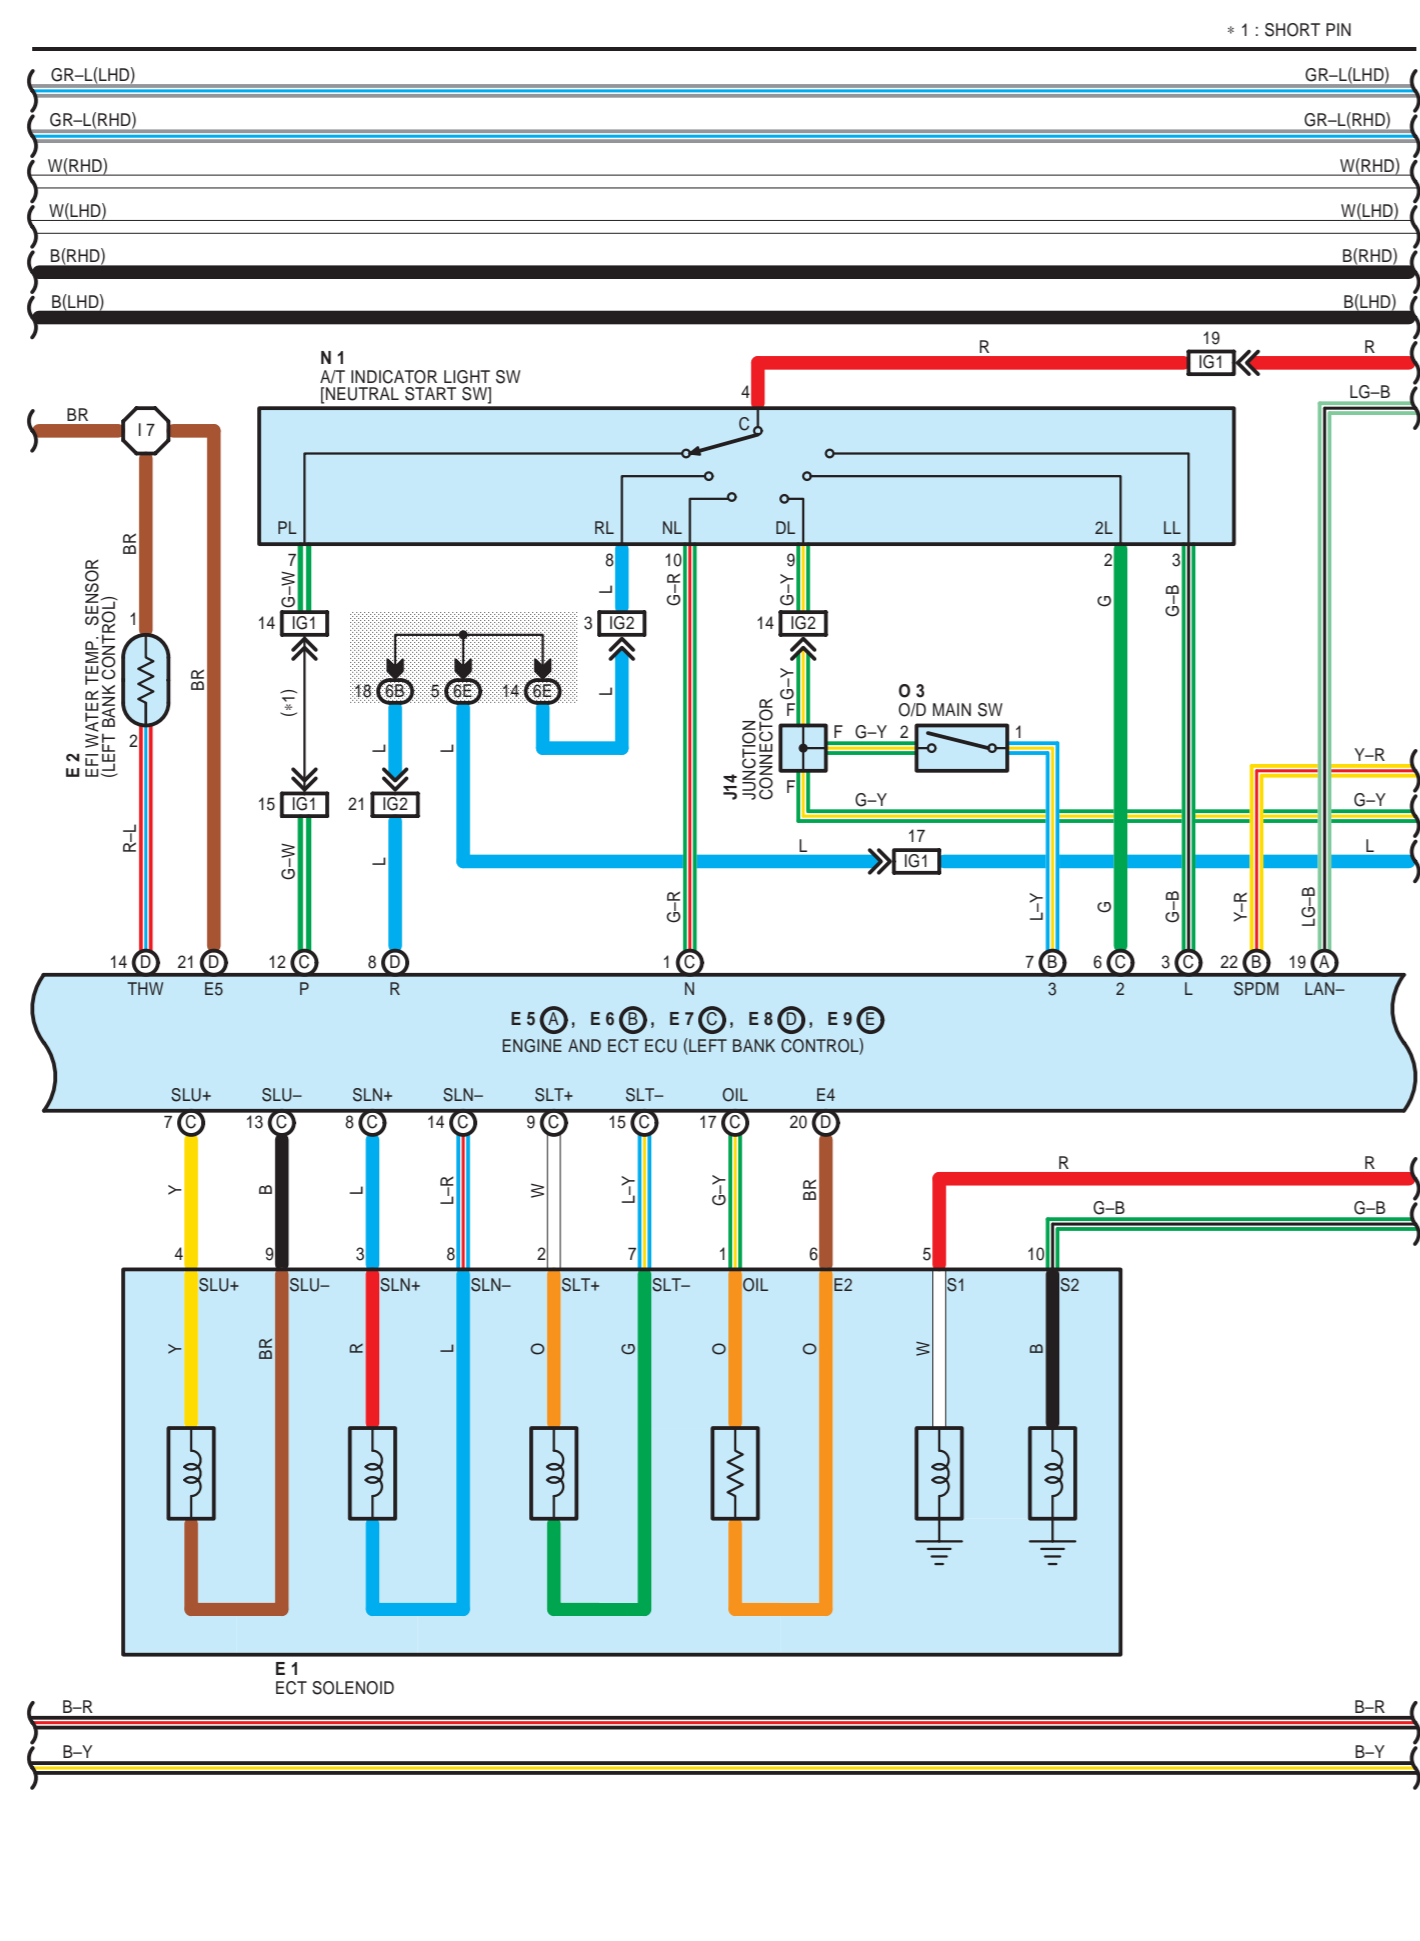 * 1 : SHORT PIN
GR–L(LHD) GR–L(LHD)
GR–L(RHD) GR–L(RHD)
W(RHD) W(RHD)
W(LHD) W(LHD)
B(RHD) B(RHD)
B(LHD) B(LHD)
N 1
A/T INDICATOR LIGHT SW
[NEUTRAL START SW]
R 19 IG1 R
4
LG–B
BR I 7
C
PL RL NL DL 2L LL
7 8 10 9 2 3
BR
G–W L G–R G–Y G G–B
E 2
EFI WATER TEMP. SENSOR
(LEFT BANK CONTROL)
1
2
BR
14 IG1 3 IG2 14 IG2
(*1)
18 6B 5 6E 14 6E
L
G–Y
F
J14
JUNCTION
CONNECTOR
F G–Y 2
O 3
O/D MAIN SW
1
L L
F
Y–R
15 IG1 21 IG2
G–Y G–Y
R–L G–W L
L 17 IG1 L
G–R L–Y G G–B Y–R LG–B
14 D 21 D 12 C 8 D 1 C 7 B 6 C 3 C 22 B 19 A
THW E5 P R N 3 2 L SPDM LAN–
E 5 A , E 6 B , E 7 C , E 8 D , E 9 E
ENGINE AND ECT ECU (LEFT BANK CONTROL)
SLU+ SLU– SLN+ SLN– SLT+ SLT– OIL E4
7 C 13 C 8 C 14 C 9 C 15 C 17 C 20 D
Y B L L–R W L–Y G–Y BR
R R
G–B G–B
4 9 3 8 2 7 1 6 5 10
SLU+ SLU– SLN+ SLN– SLT+ SLT– OIL E2 S1 S2
Y BR R L O G O O W B
E 1
ECT SOLENOID
B–R B–R
B–Y B–Y